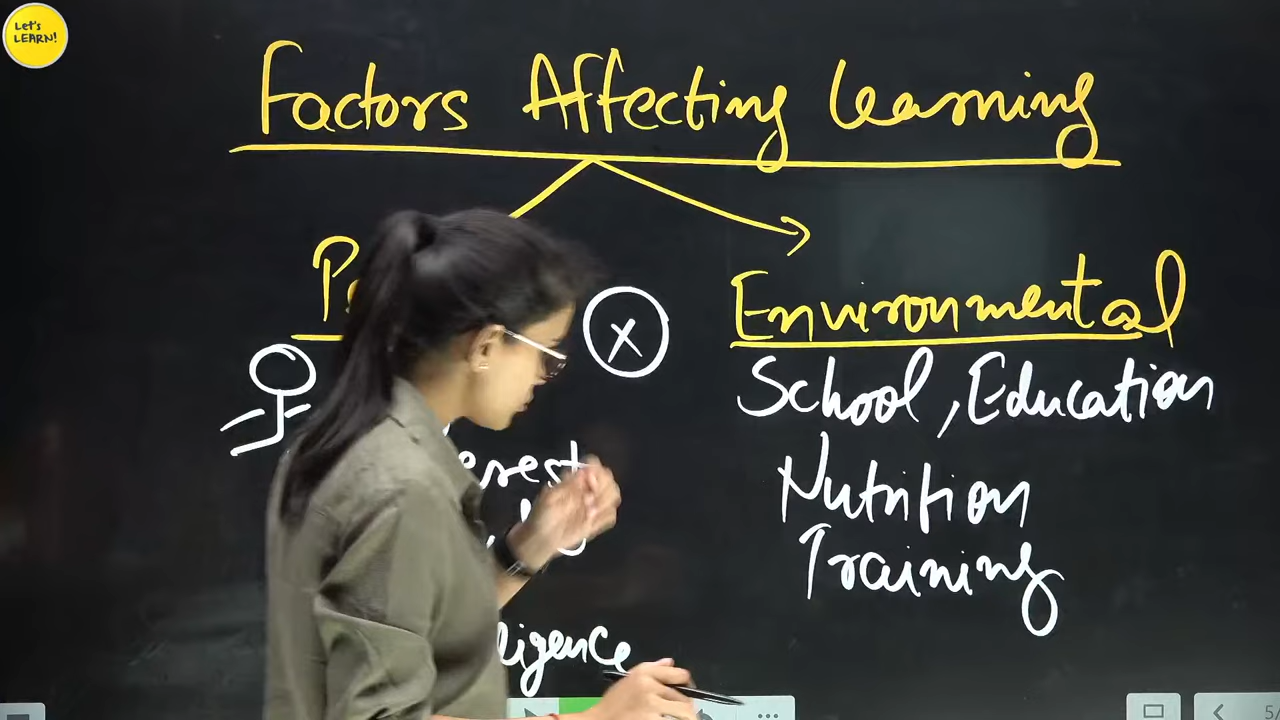 Let's
LEARN!
Factors Affecting learning
Environmental
X
School, Education
Nutrition
Training